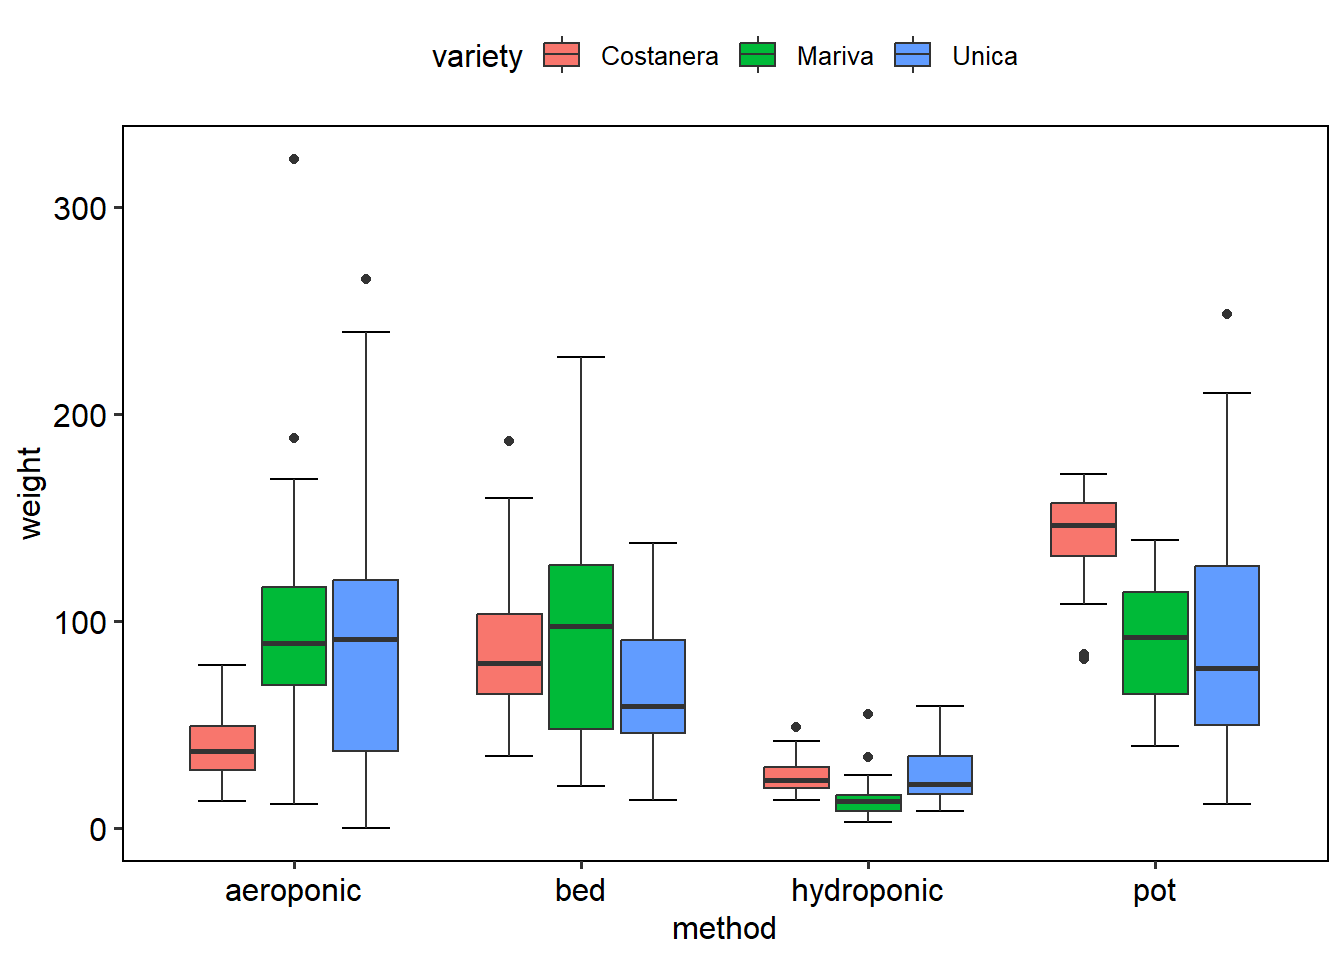 variety Costanera Mariva Unica
300
200
100
0
weight
aeroponic bed hydroponic pot
method